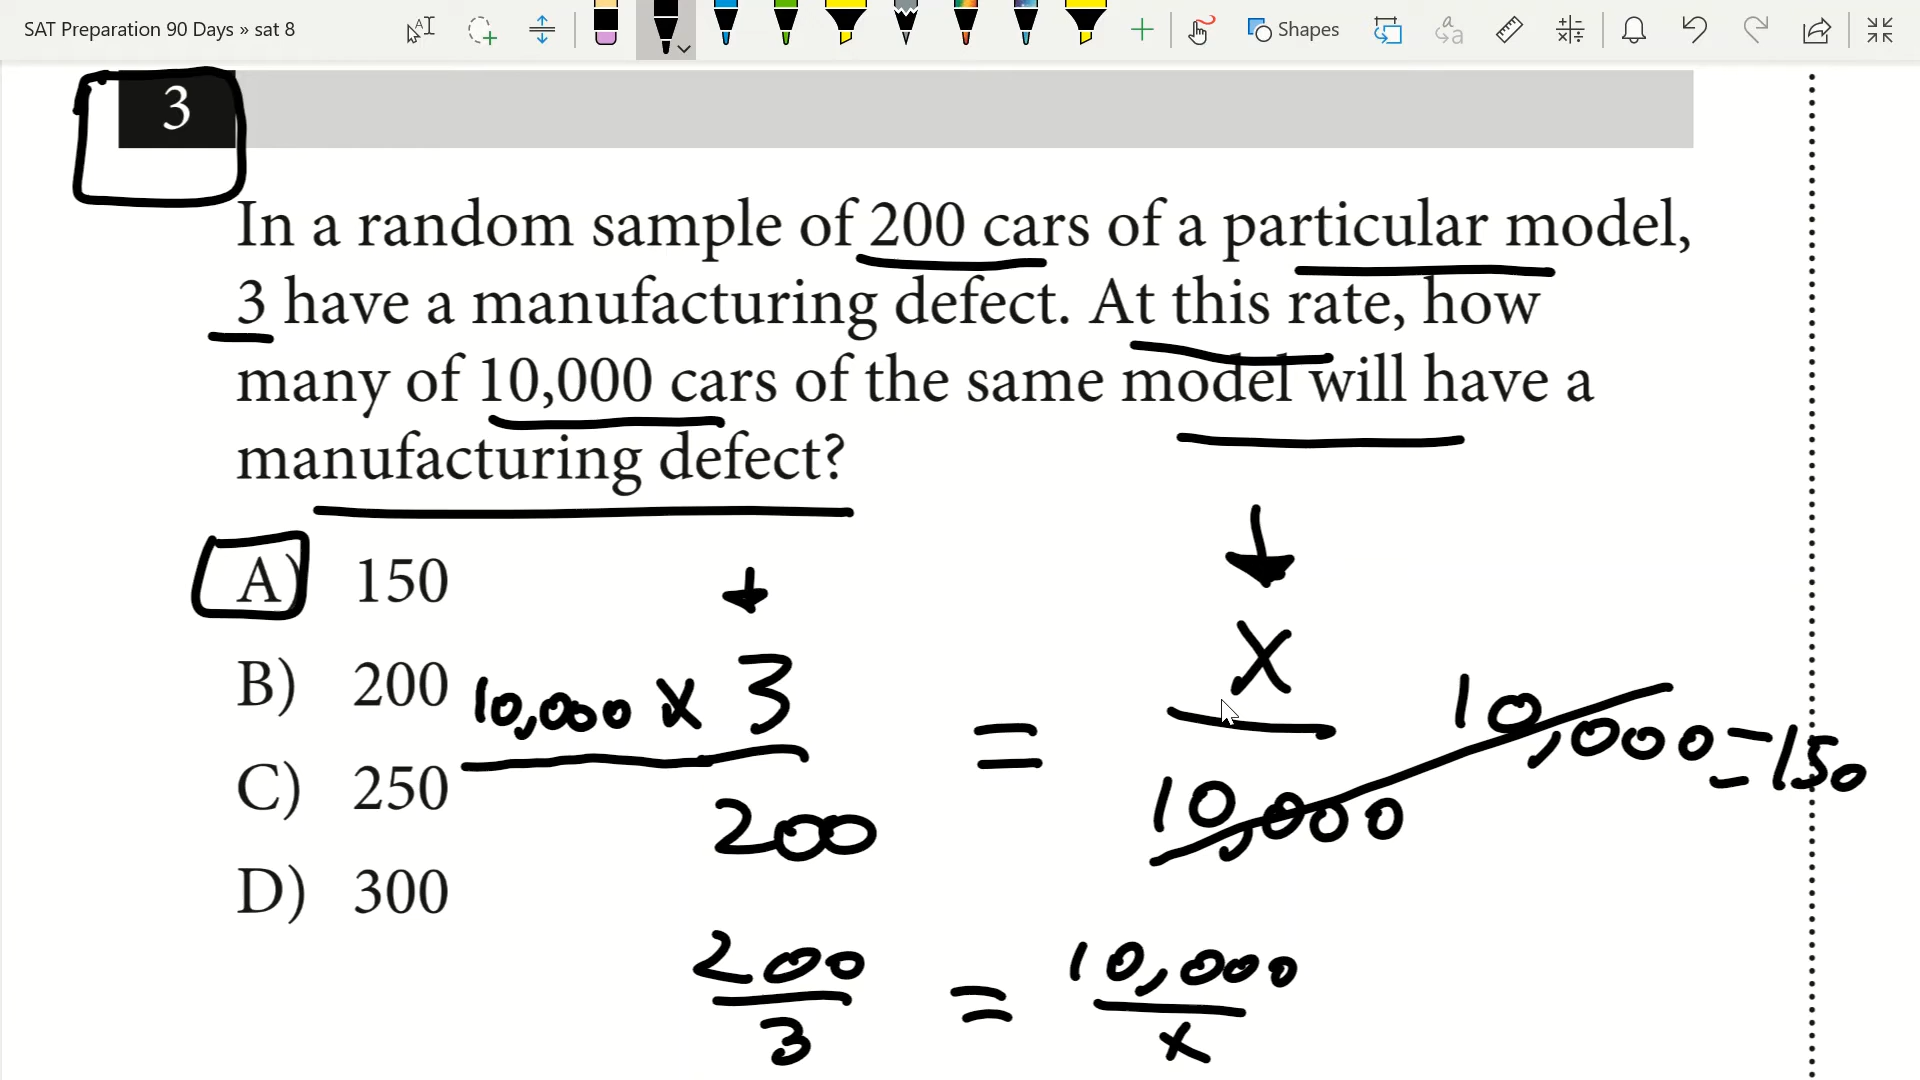 SAT Preparation 90 Days » sat 8
Shapes
3
In a random sample of 200 cars of a particular model,
3 have a manufacturing defect. At this rate, how
many of 10,000 cars of the same model will have a
manufacturing defect?
A) 150
B) 200
C) 250
D) 300
10,000 x 3
200
=
x
10,000
10,000 = 150
200
3
=
10,000
x